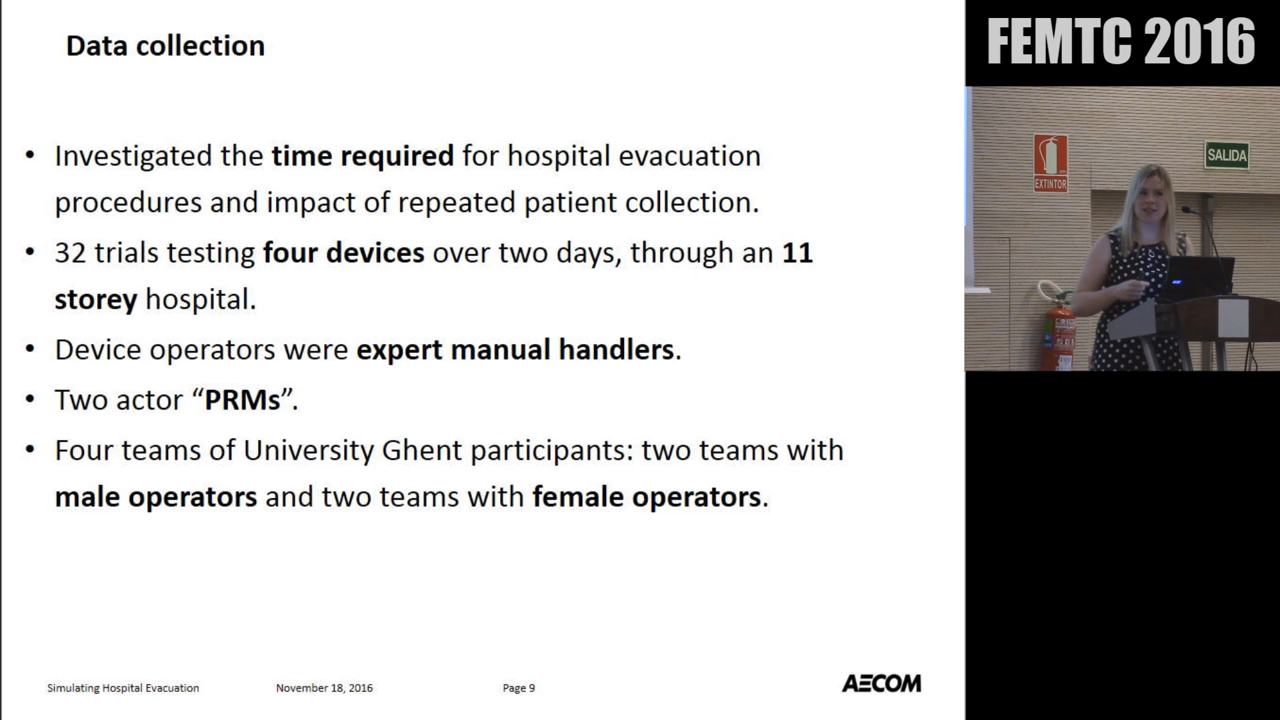 Data collection
• Investigated the time required for hospital evacuation
procedures and impact of repeated patient collection.
• 32 trials testing four devices over two days, through an 11
storey hospital.
• Device operators were expert manual handlers.
• Two actor “PRMs”.
• Four teams of University Ghent participants: two teams with
male operators and two teams with female operators.
Simulating Hospital Evacuation
November 18, 2016
Page 9
AECOM
FEMTC 2016
EXTINTOR
SALIDA